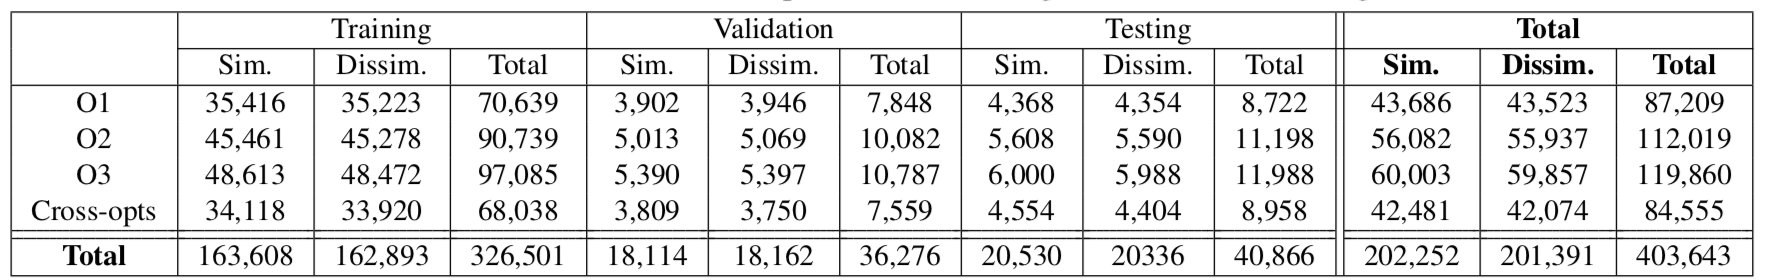 Training Validation Testing Total
Sim. Dissim. Total Sim. Dissim. Total Sim. Dissim. Total Sim. Dissim. Total
O1 35,416 35,223 70,639 3,902 3,946 7,848 4,368 4,354 8,722 43,686 43,523 87,209
O2 45,461 45,278 90,739 5,013 5,069 10,082 5,608 5,590 11,198 56,082 55,937 112,019
O3 48,613 48,472 97,085 5,390 5,397 10,787 6,000 5,988 11,988 60,003 59,857 119,860
Cross-opts 34,118 33,920 68,038 3,809 3,750 7,559 4,554 4,404 8,958 42,481 42,074 84,555
Total 163,608 162,893 326,501 18,114 18,162 36,276 20,530 20336 40,866 202,252 201,391 403,643